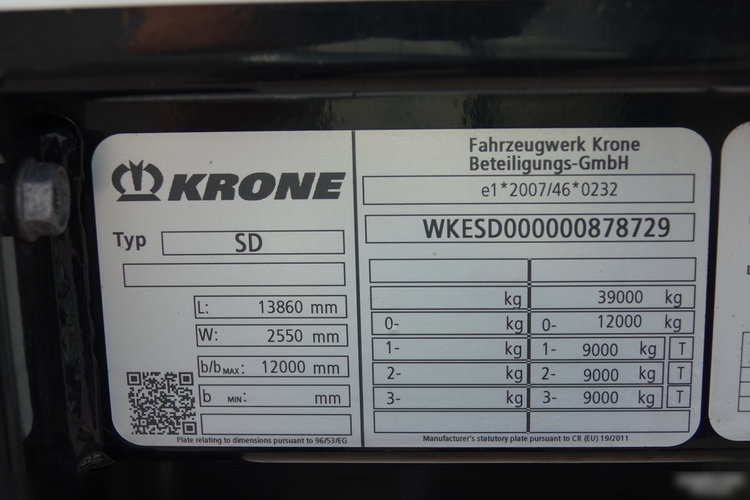 KRONE
Typ SD
L: 13860 mm
W: 2550 mm
b/bMAX: 12000 mm
b MIN: mm
Plate relating to dimensions pursuant to 96/53/EG
Fahrzeugwerk Krone
Beteiligungs-GmbH
e1*2007/46*0232
WKESD000000878729
kg 39000 kg
0- kg 0- 12000 kg
1- kg 1- 9000 kg T
2- kg 2- 9000 kg T
3- kg 3- 9000 kg T
Manufacturer's statutory plate pursuant to CR (EU) 19/2011